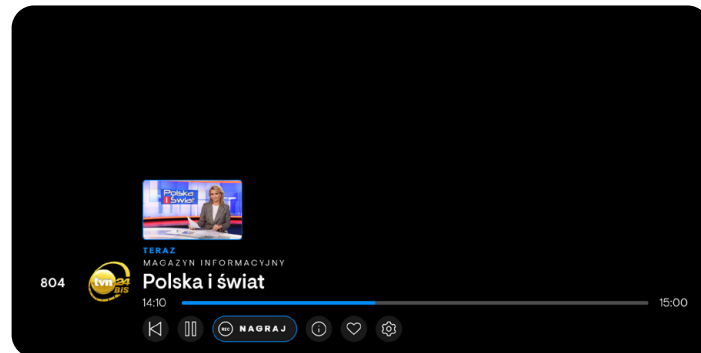 Polska
i Świat
TERAZ
MAGAZYN INFORMACYJNY
804
tvn24
BiS
Polska i świat
14:10
15:00
REC NAGRAJ